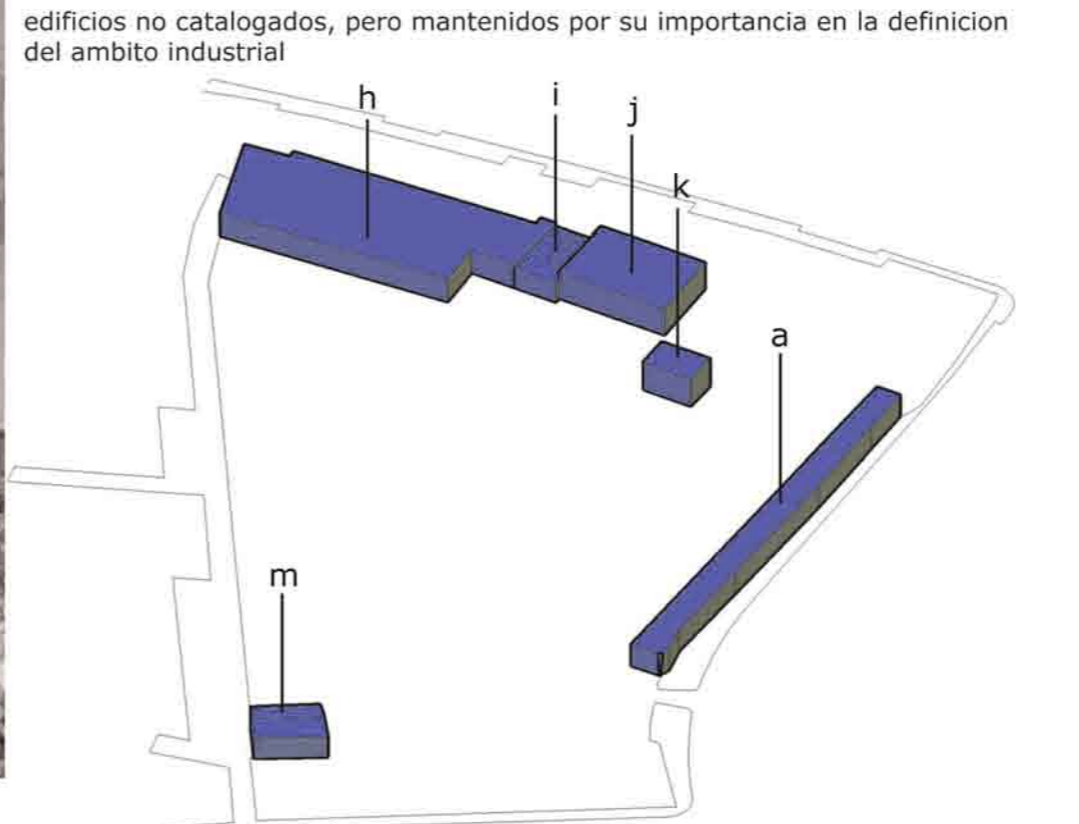 edificios no catalogados, pero mantenidos por su importancia en la definicion
del ambito industrial
h
i
j
k
a
m